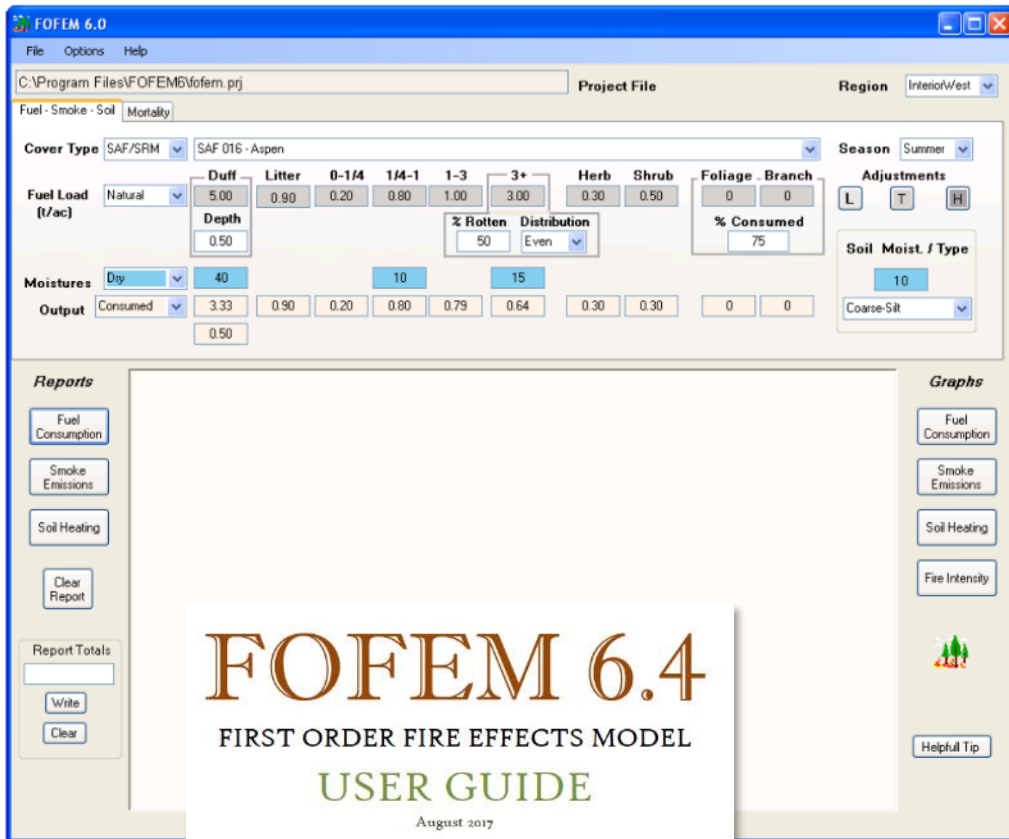 FOFEM 6.0
File Options Help
C:\Program Files\FOFEM6\fofem.prj Project File Region InteriorWest
Fuel - Smoke - Soil Mortality
Cover Type SAF/SRM SAF 016 - Aspen Season Summer
Duff Litter 0-1/4 1/4-1 1-3 3+ Herb Shrub Foliage Branch Adjustments
Fuel Load Natural 5.00 0.90 0.20 0.80 1.00 3.00 0.30 0.50 0 0 L T H
(t/ac) Depth % Rotten Distribution % Consumed
0.50 50 Even 75
Soil Moist. / Type
Moistures Dry 40 10 15 10
Output Consumed 3.33 0.90 0.20 0.80 0.79 0.64 0.30 0.30 0 0 Coarse-Silt
0.50
Reports
Fuel
Consumption
Smoke
Emissions
Soil Heating
Clear
Report
Report Totals
Write
Clear
Graphs
Fuel
Consumption
Smoke
Emissions
Soil Heating
Fire Intensity
Helpfull Tip
FOFEM 6.4
FIRST ORDER FIRE EFFECTS MODEL
USER GUIDE
August 2017